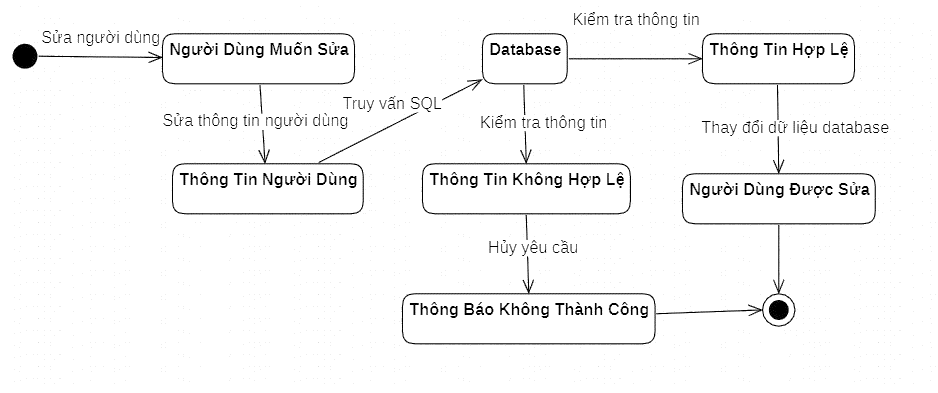 Kiểm tra thông tin
Sửa người dùng
Người Dùng Muốn Sửa
Database
Thông Tin Hợp Lệ
Truy vấn SQL
Sửa thông tin người dùng
Kiểm tra thông tin
Thay đổi dữ liệu database
Thông Tin Người Dùng
Thông Tin Không Hợp Lệ
Người Dùng Được Sửa
Hủy yêu cầu
Thông Báo Không Thành Công